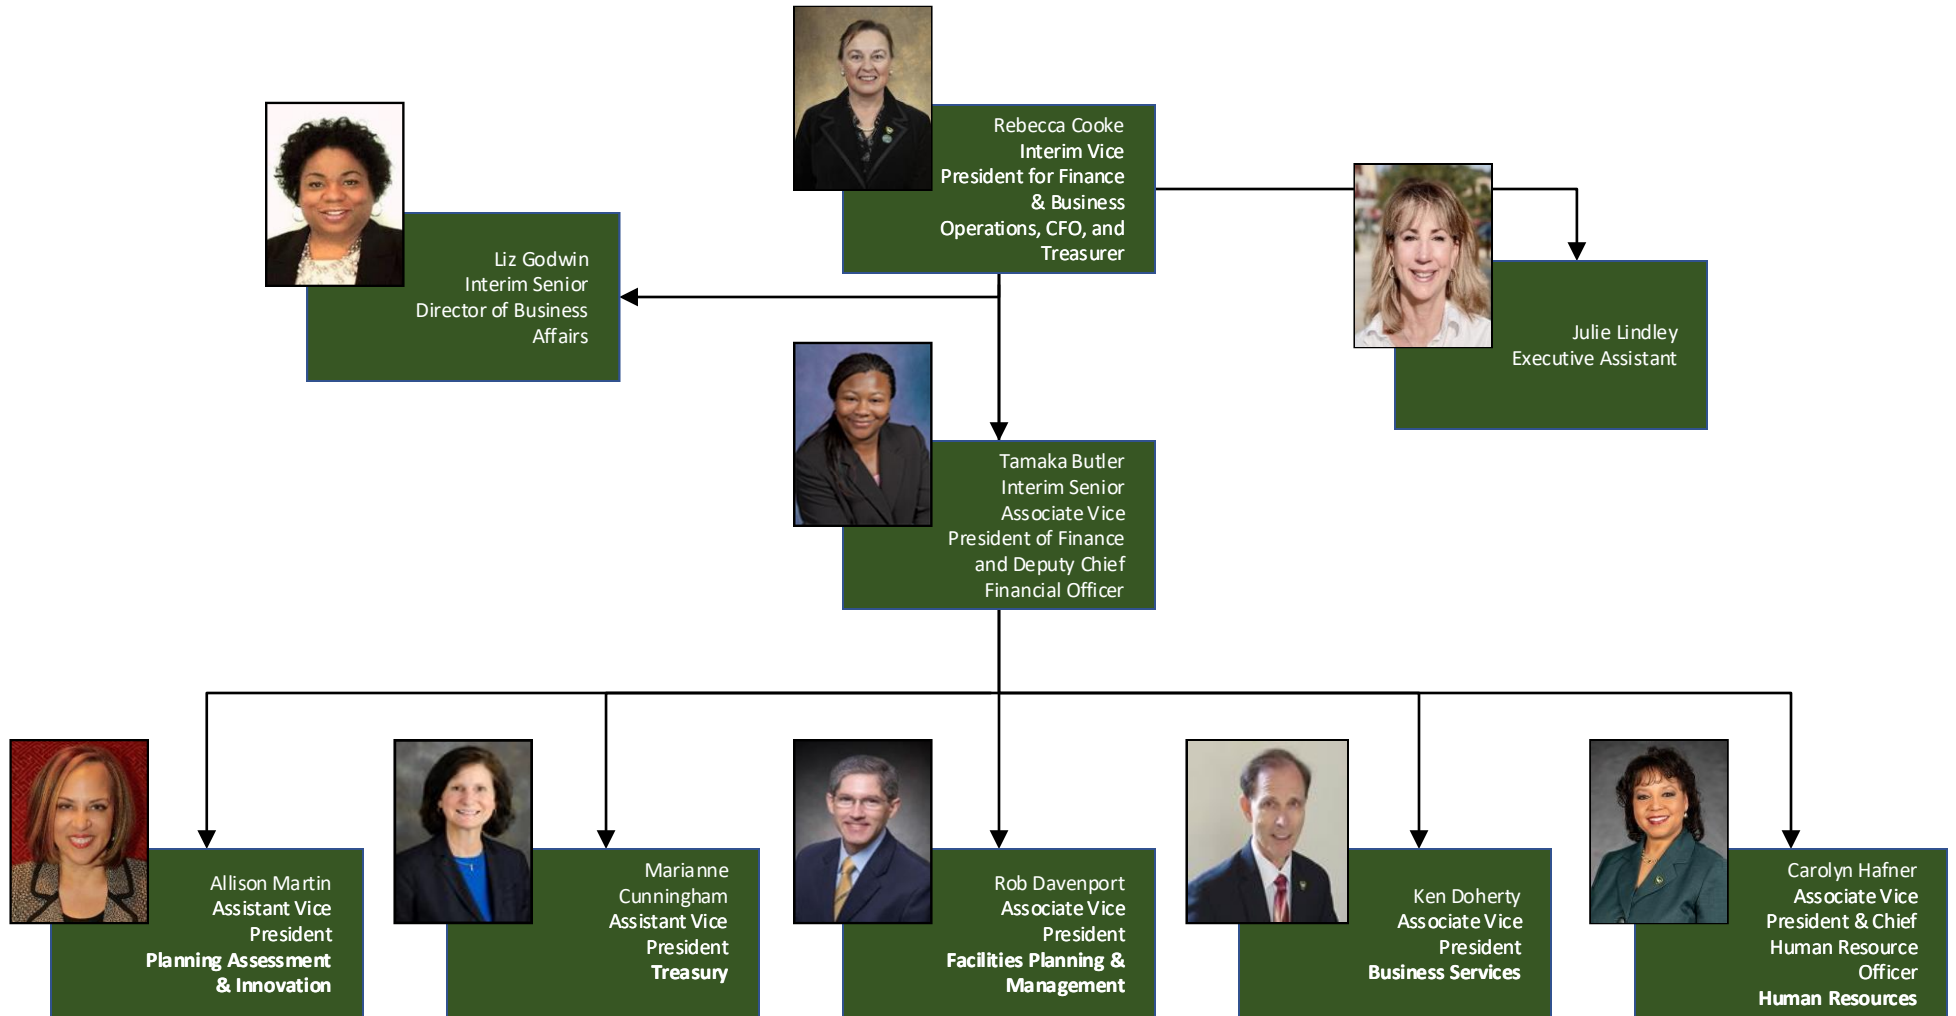 Rebecca Cooke
Interim Vice
President for Finance
& Business
Operations, CFO, and
Treasurer
Liz Godwin
Interim Senior
Director of Business
Affairs
Julie Lindley
Executive Assistant
Tamaka Butler
Interim Senior
Associate Vice
President of Finance
and Deputy Chief
Financial Officer
Allison Martin
Assistant Vice
President
Planning Assessment
& Innovation
Marianne
Cunningham
Assistant Vice
President
Treasury
Rob Davenport
Associate Vice
President
Facilities Planning &
Management
Ken Doherty
Associate Vice
President
Business Services
Carolyn Hafner
Associate Vice
President & Chief
Human Resource
Officer
Human Resources